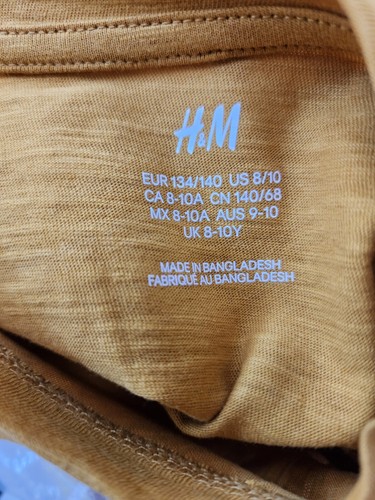 H&M
EUR 134/140 US 8/10
CA 8-10A CN 140/68
MX 8-10A AUS 9-10
UK 8-10Y
MADE IN BANGLADESH
FABRIQUÉ AU BANGLADESH